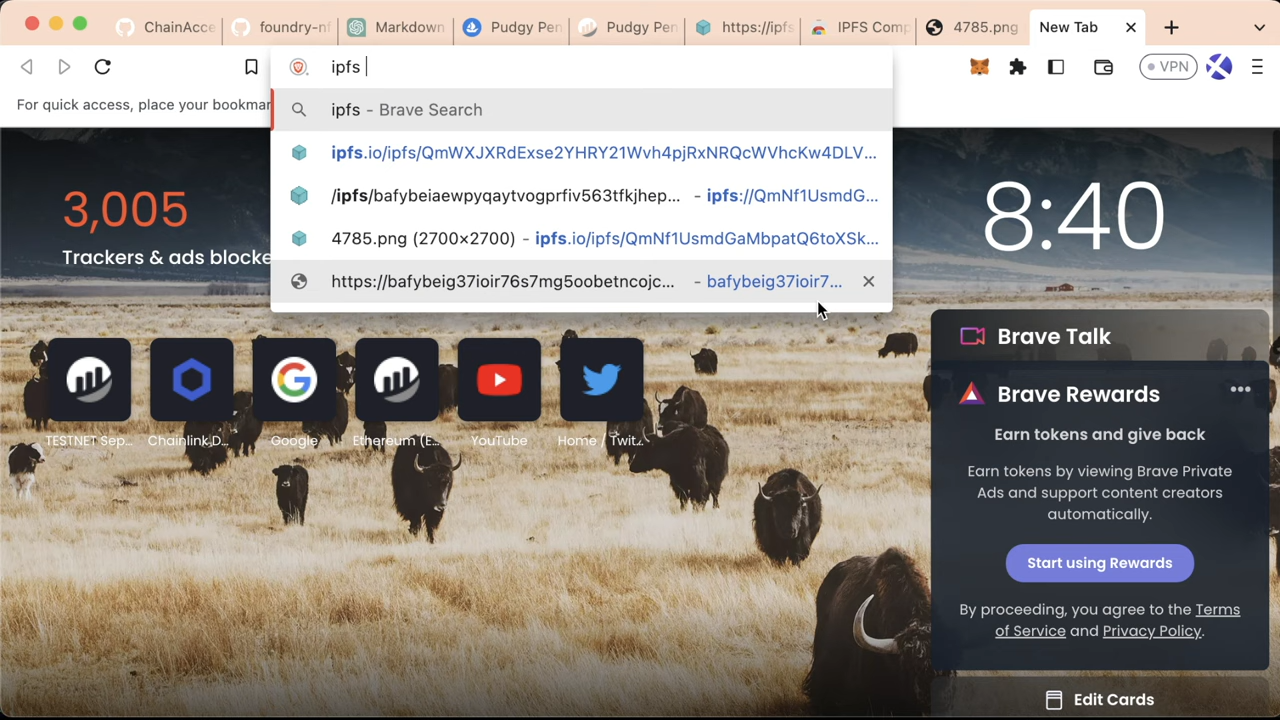 ChainAcce
foundry-nf
Markdown
Pudgy Pen
Pudgy Pen
https://ipfs
IPFS Comp
4785.png
New Tab
ipfs
VPN
For quick access, place your bookmar
ipfs - Brave Search
ipfs.io/ipfs/QmWXJXRdExse2YHRY21Wvh4pjRxNRQcWVhcKw4DLV...
/ipfs/bafybeiaewpyqaytvogprfiv563tfkjhep... - ipfs://QmNf1UsmdG...
4785.png (2700×2700) - ipfs.io/ipfs/QmNf1UsmdGaMbpatQ6toXSk...
https://bafybeig37ioir76s7mg5oobetncojc... - bafybeig37ioir7...
3,005
Trackers & ads blocke
8:40
TESTNET Sep...
Chainlink D...
Google
Ethereum (E...
YouTube
Home / Twit...
Brave Talk
Brave Rewards
Earn tokens and give back
Earn tokens by viewing Brave Private
Ads and support content creators
automatically.
Start using Rewards
By proceeding, you agree to the Terms
of Service and Privacy Policy.
Edit Cards